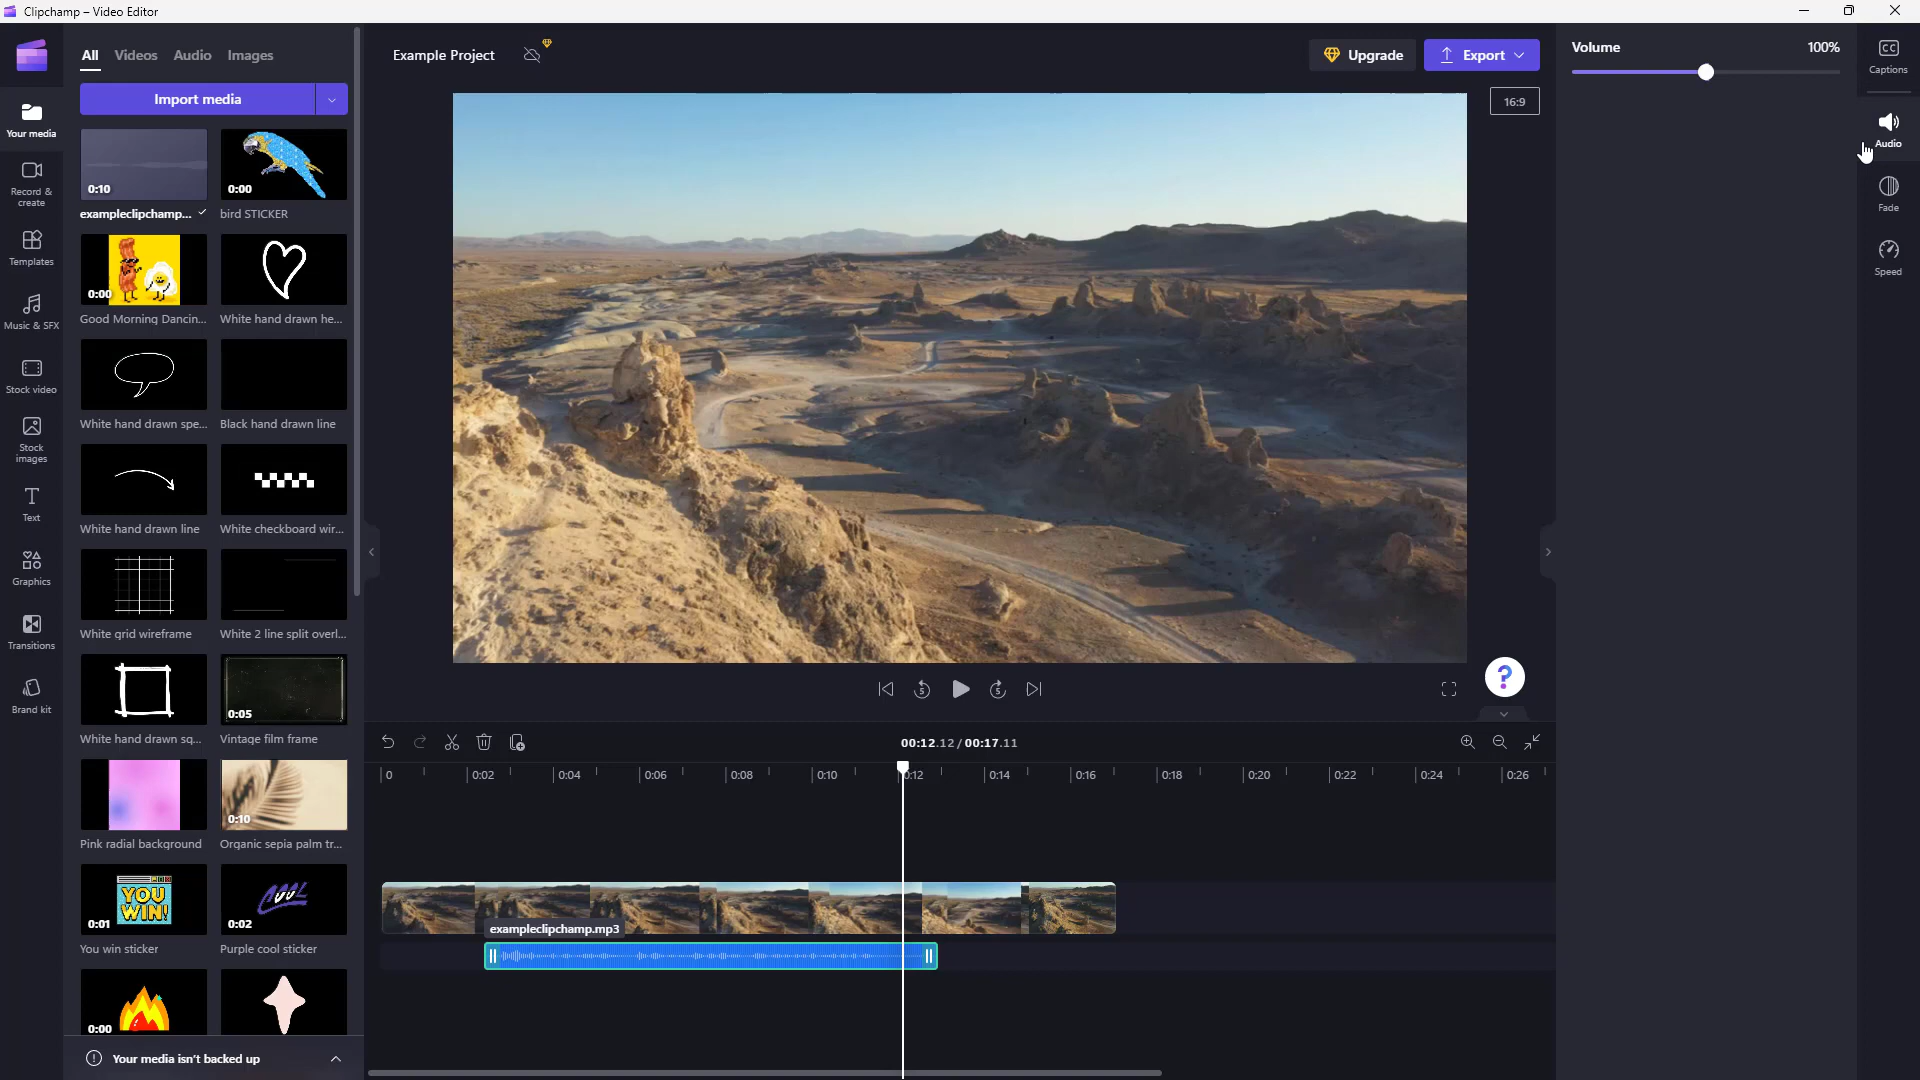 Clipchamp – Video Editor
All
Videos
Audio
Images
Import media
Your media
Record &
create
Templates
Music & SFX
Stock video
Stock
images
Text
Graphics
Transitions
Brand kit
0:10
exampleclipchamp...
0:00
bird STICKER
0:00
Good Morning Dancin...
White hand drawn he...
White hand drawn spe...
Black hand drawn line
White hand drawn line
White checkboard wir...
White grid wireframe
White 2 line split overl...
White hand drawn sq...
0:05
Vintage film frame
Pink radial background
0:10
Organic sepia palm tr...
0:01
YOU
WIN!
You win sticker
0:02
COOL
Purple cool sticker
0:00
Your media isn't backed up
Example Project
Upgrade
Export
16:9
5
5
?
00:12.12 / 00:17.11
0
0:02
0:04
0:06
0:08
0:10
0:12
0:14
0:16
0:18
0:20
0:22
0:24
0:26
exampleclipchamp.mp3
Volume
100%
CC
Captions
Audio
Fade
Speed